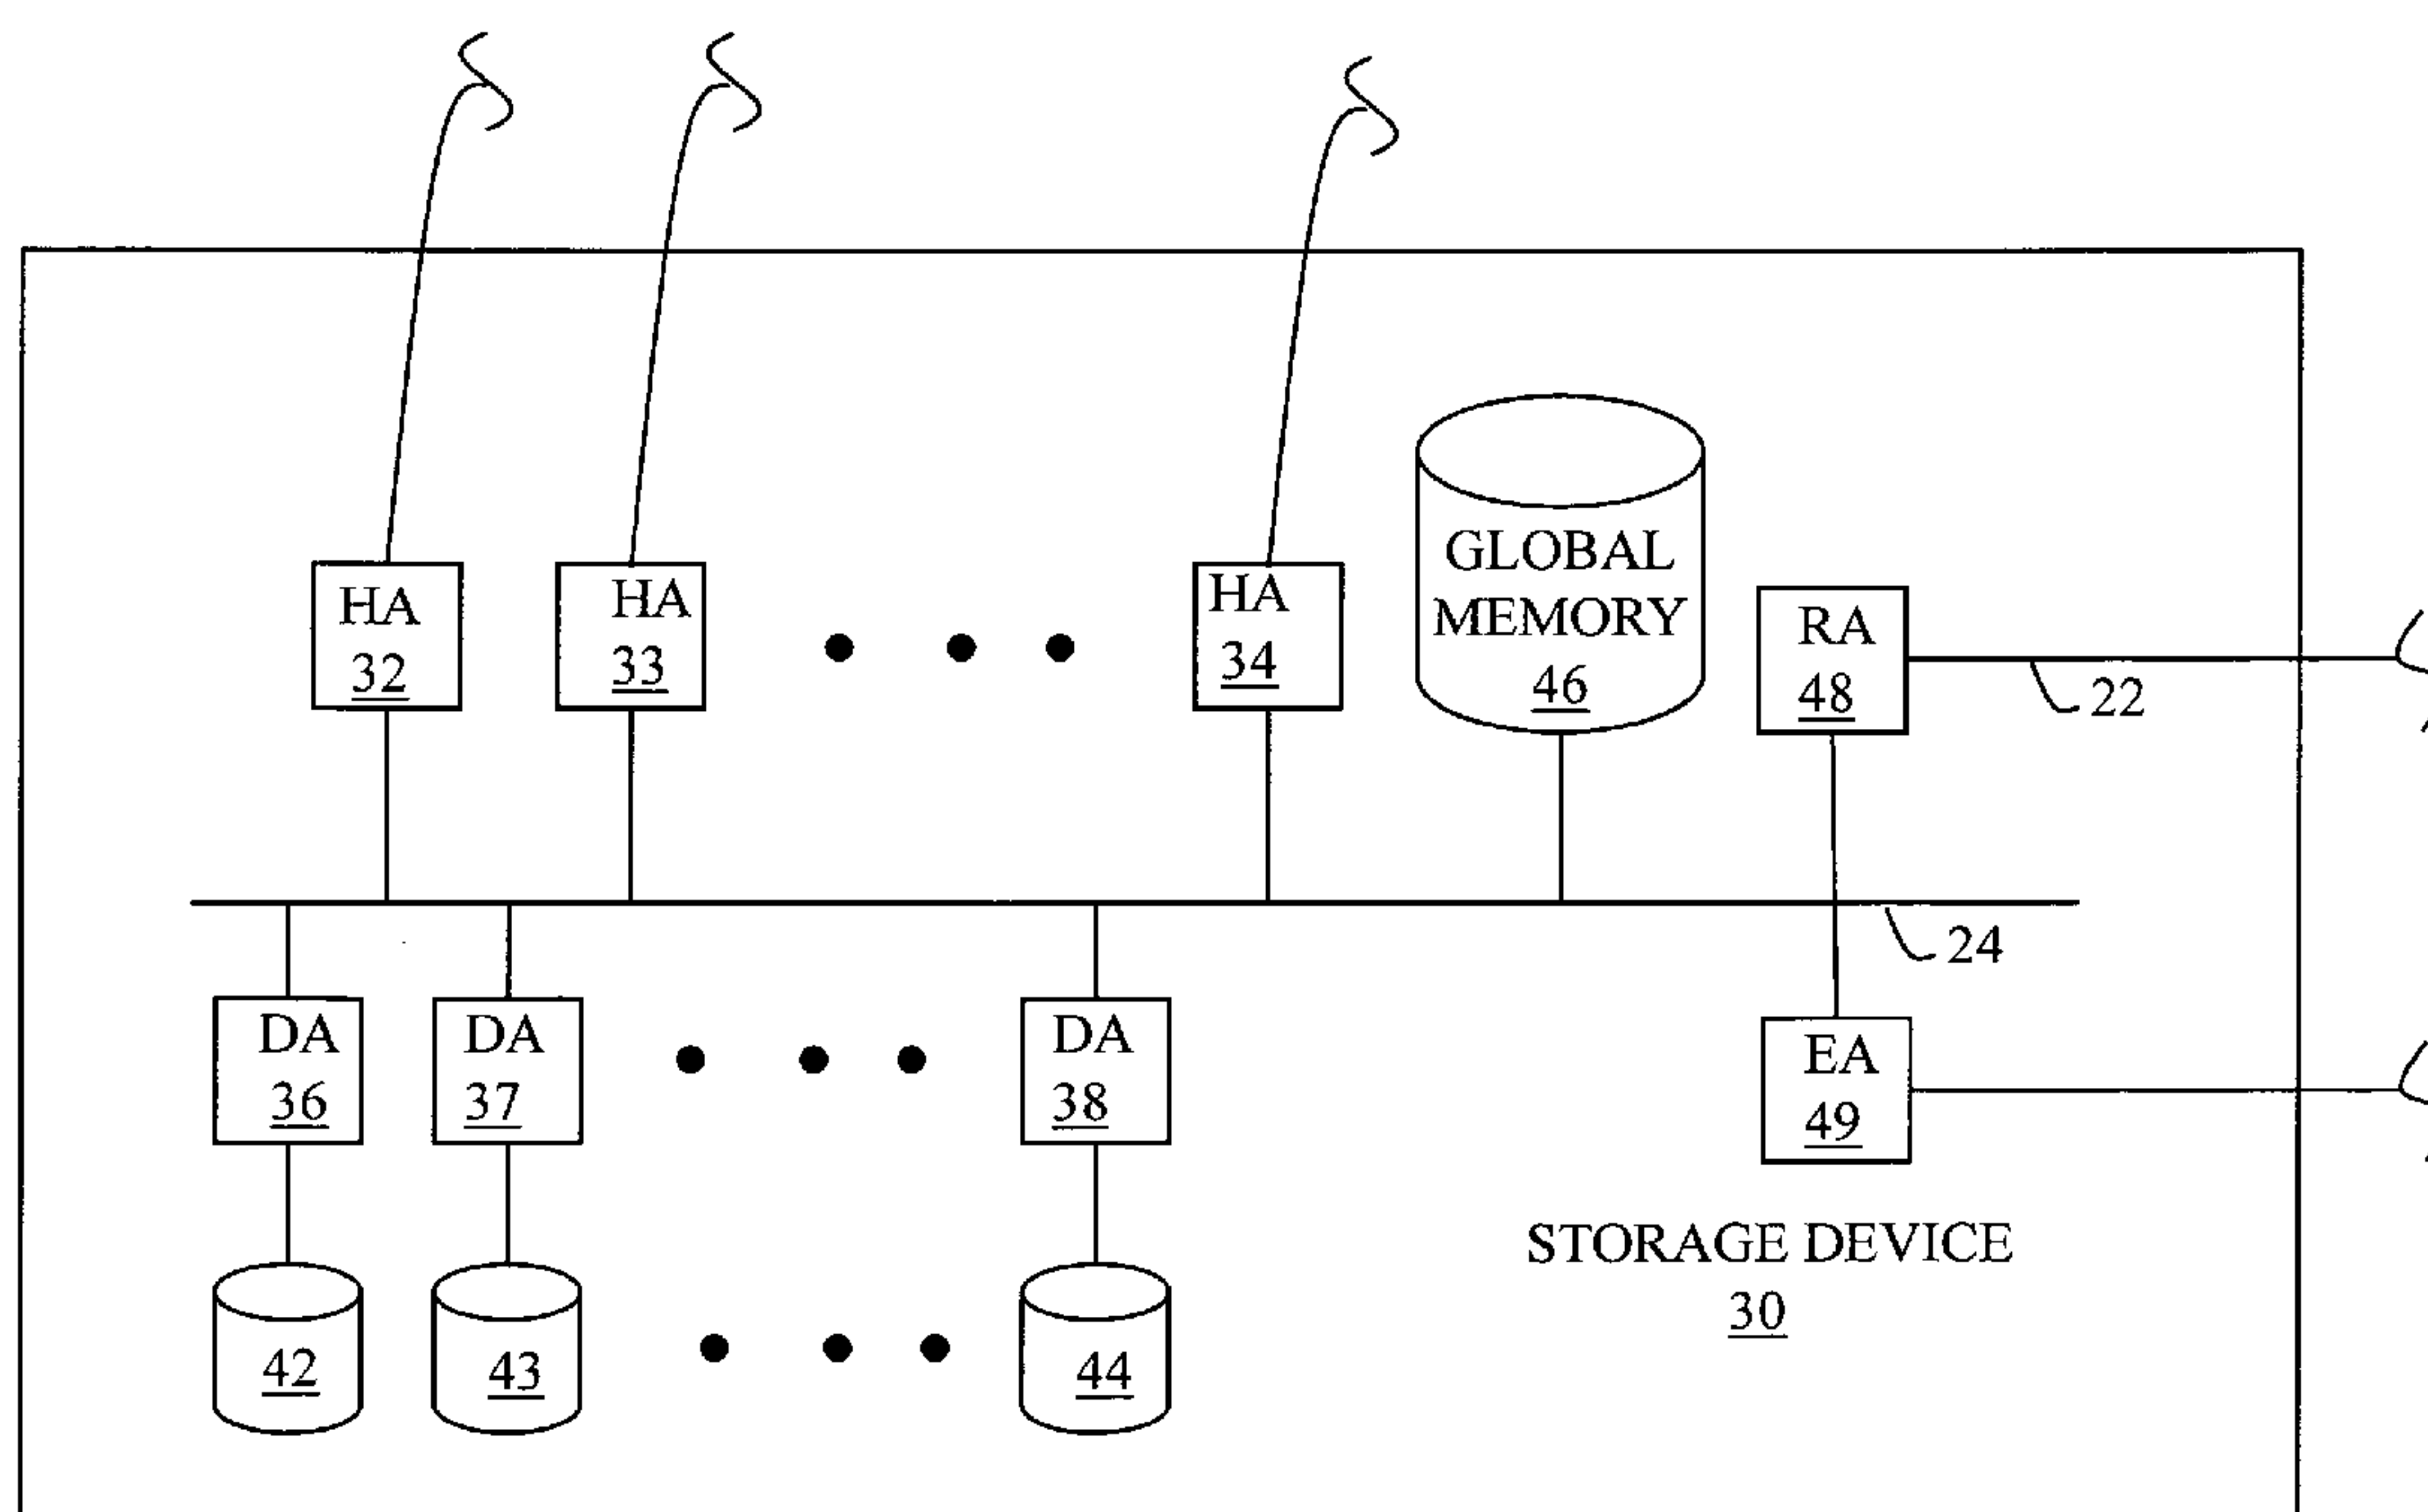 HA
32
HA
33
HA
34
GLOBAL
MEMORY
46
RA
48
22
24
DA
36
DA
37
DA
38
EA
49
STORAGE DEVICE
30
42
43
44